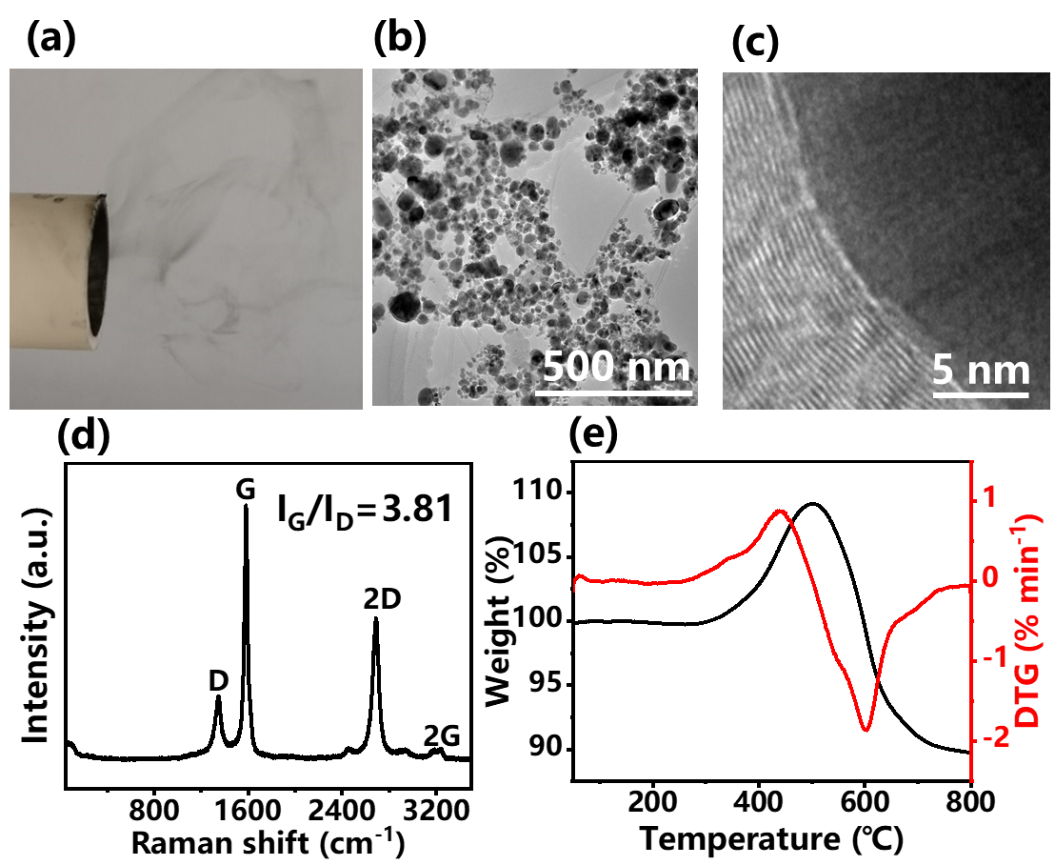 (a)
(b)
(c)
500 nm
5 nm
(d)
G
I_G/I_D=3.81
2D
D
2G
Intensity (a.u.)
800
1600
2400
3200
Raman shift (cm⁻¹)
(e)
110
105
100
95
90
Weight (%)
1
0
-1
-2
DTG (% min⁻¹)
200
400
600
800
Temperature (℃)